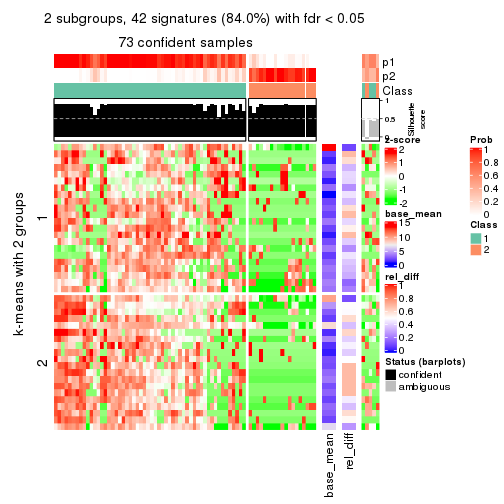 2 subgroups, 42 signatures (84.0%) with fdr < 0.05
73 confident samples
p1
p2
Class
1
0.5
0
Silhouette
score
k-means with 2 groups
1
2
base_mean
rel_diff
z-score
2
1
0
-1
-2
base_mean
15
10
5
0
rel_diff
1
0.8
0.6
0.4
0.2
0
Status (barplots)
confident
ambiguous
Prob
1
0.8
0.6
0.4
0.2
0
Class
1
2